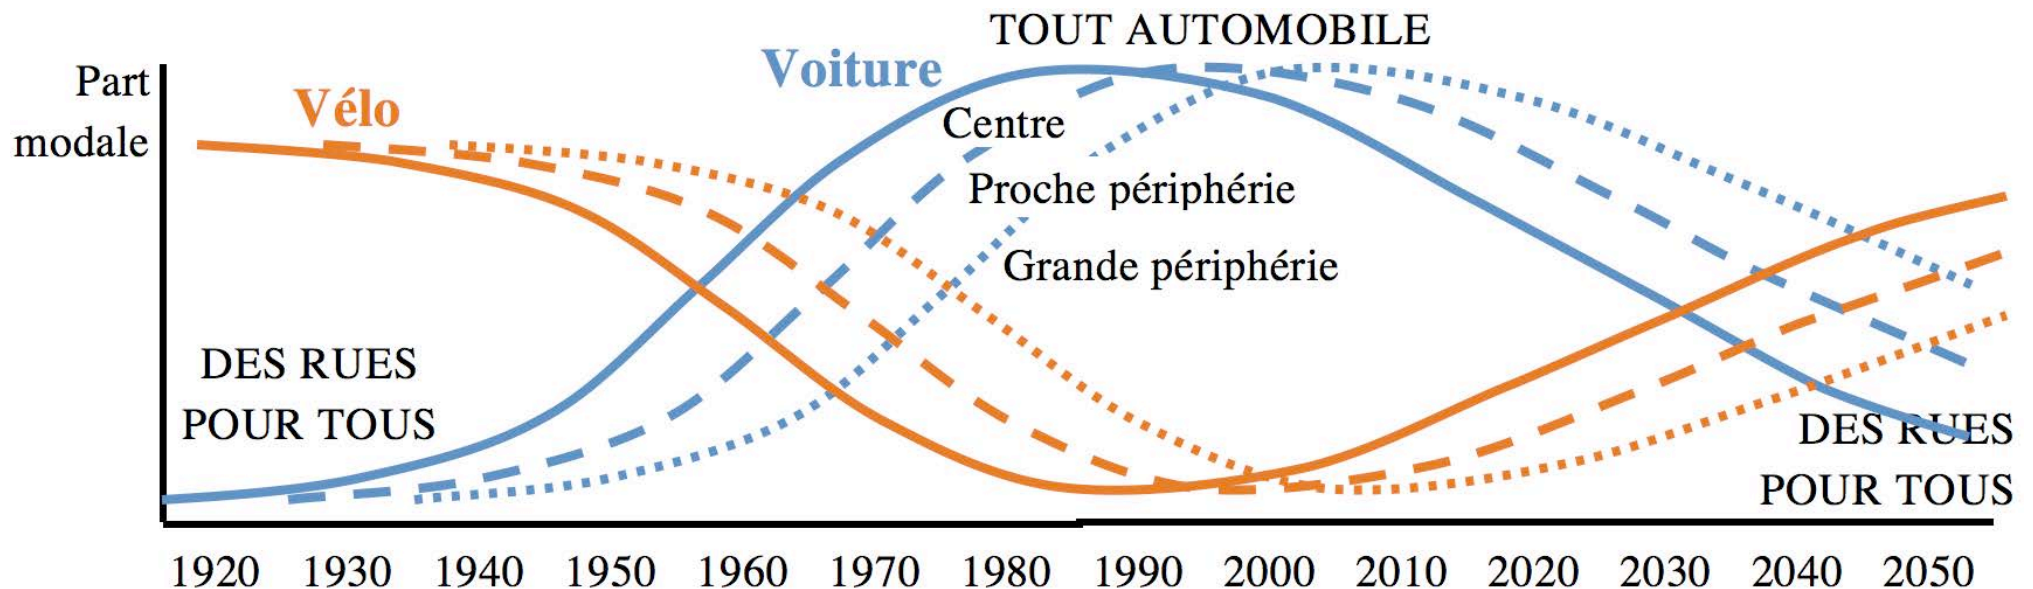 TOUT AUTOMOBILE
Part
modale
Vélo
Voiture
Centre
Proche périphérie
Grande périphérie
DES RUES
POUR TOUS
DES RUES
POUR TOUS
1920 1930 1940 1950 1960 1970 1980 1990 2000 2010 2020 2030 2040 2050